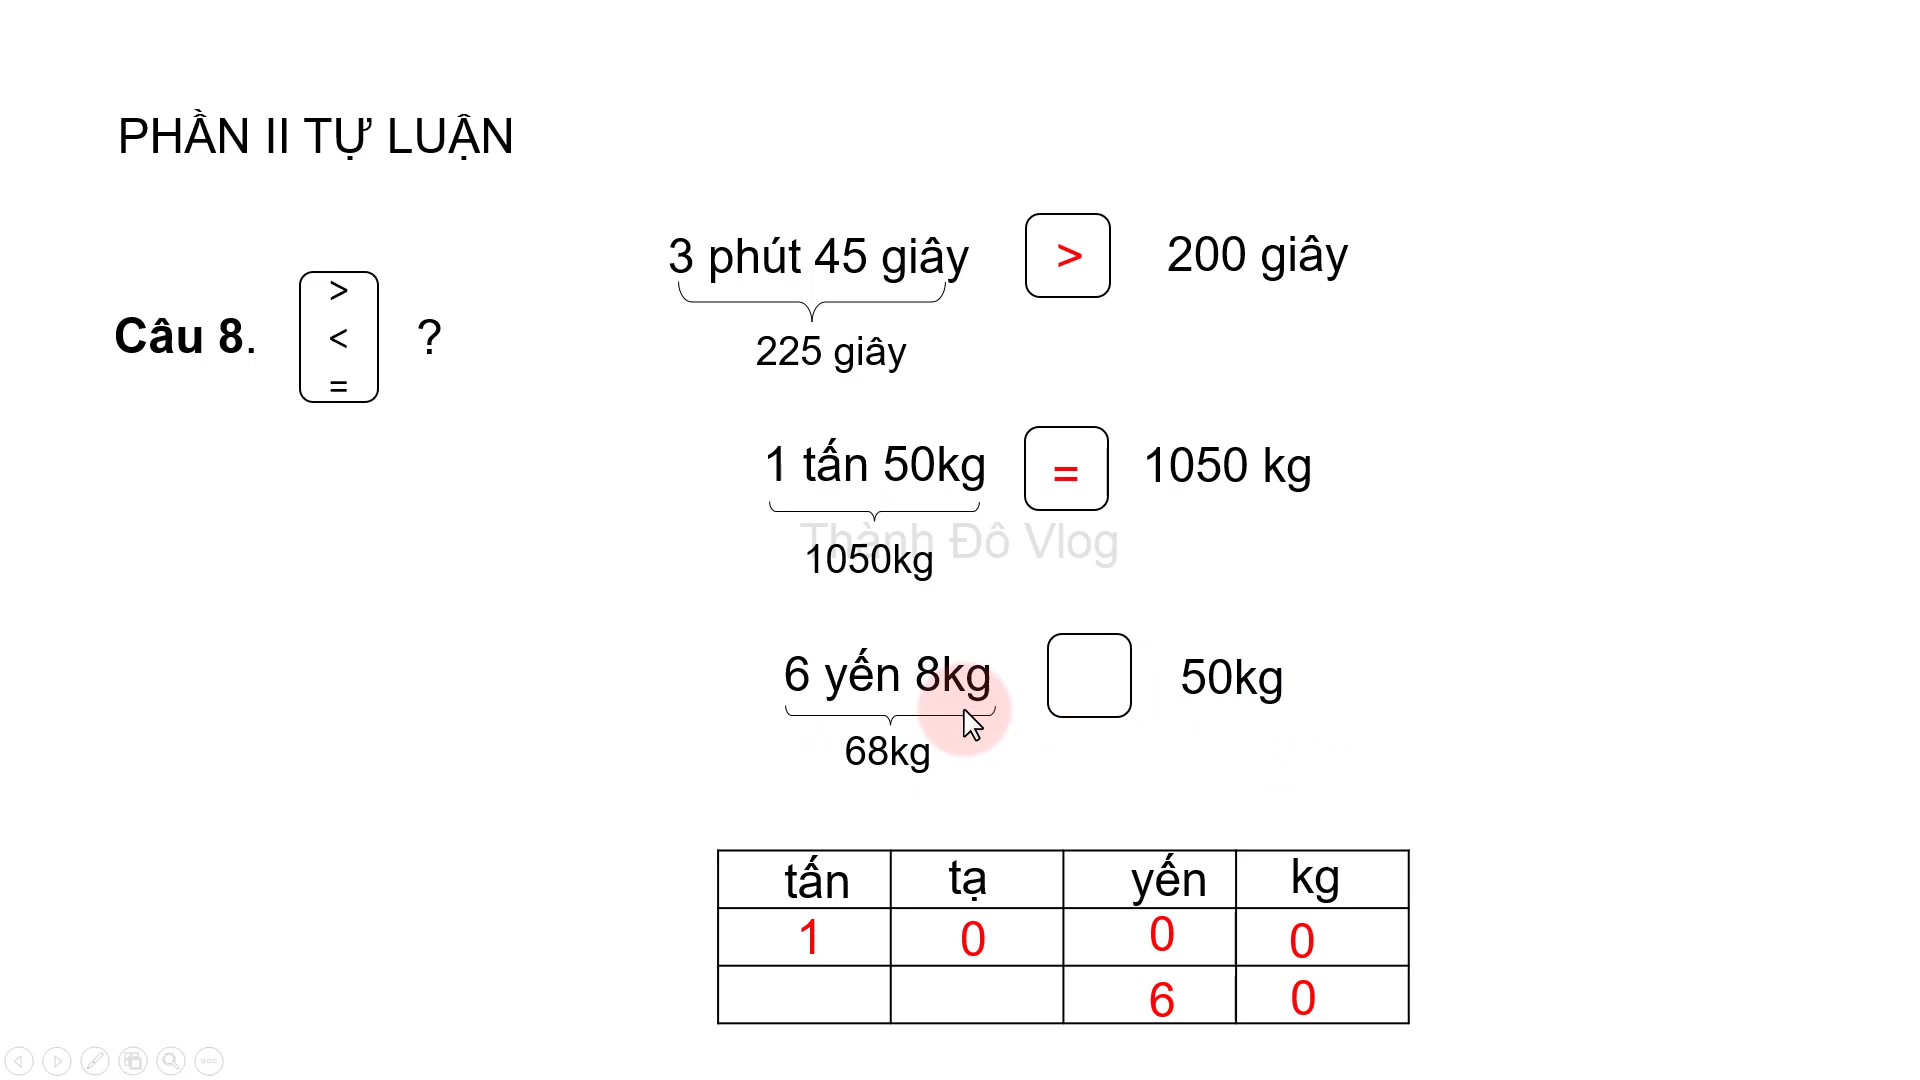 PHẦN II TỰ LUẬN
3 phút 45 giây > 200 giây
225 giây
Câu 8. > < = ?
1 tấn 50kg = 1050 kg
Thành Đô Vlog
1050kg
6 yến 8kg 50kg
68kg
tấn tạ yến kg
1 0 0 0
6 0